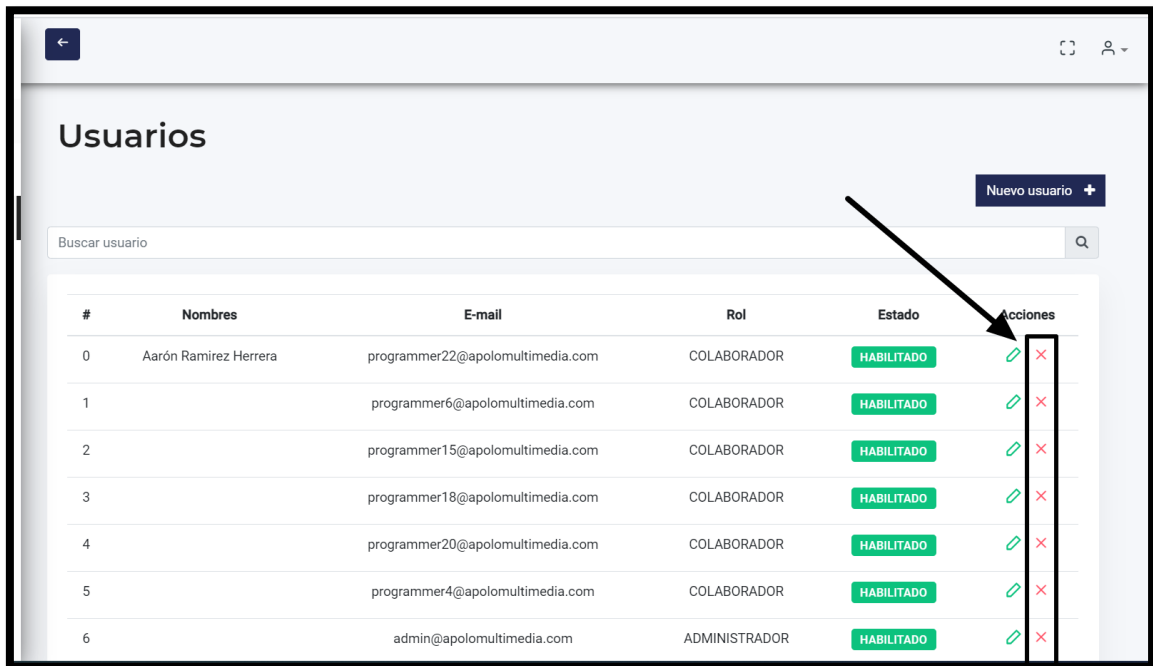 Usuarios
Nuevo usuario
Buscar usuario
# Nombres E-mail Rol Estado Acciones
0 Aarón Ramirez Herrera programmer22@apolomultimedia.com COLABORADOR HABILITADO
1 programmer6@apolomultimedia.com COLABORADOR HABILITADO
2 programmer15@apolomultimedia.com COLABORADOR HABILITADO
3 programmer18@apolomultimedia.com COLABORADOR HABILITADO
4 programmer20@apolomultimedia.com COLABORADOR HABILITADO
5 programmer4@apolomultimedia.com COLABORADOR HABILITADO
6 admin@apolomultimedia.com ADMINISTRADOR HABILITADO